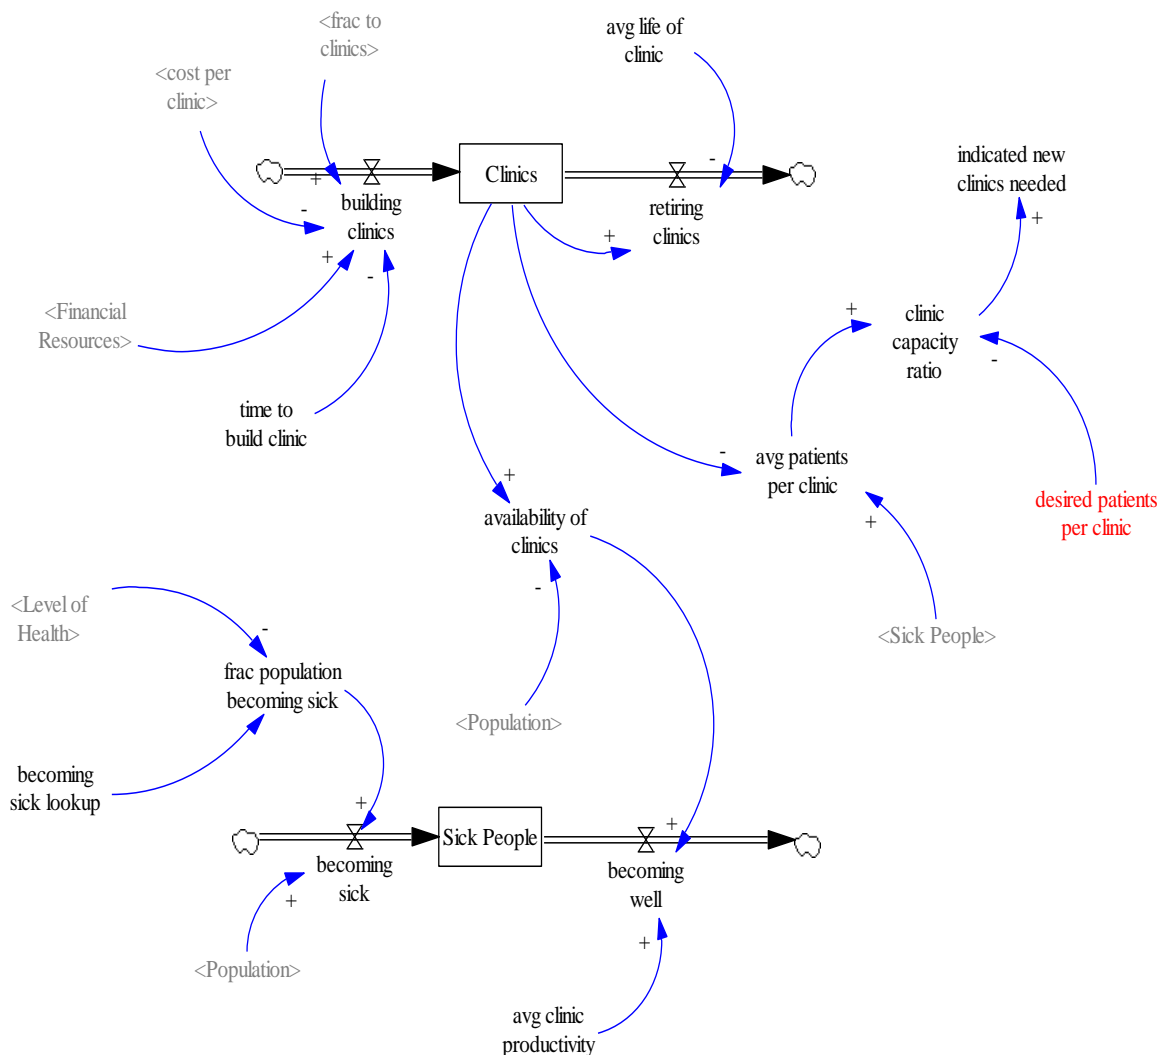 <frac to
clinics>
avg life of
clinic
<cost per
clinic>
indicated new
clinics needed
Clinics
-
+
building
clinics
-
+
-
retiring
clinics
+
+
<Financial
Resources>
+
clinic
capacity
ratio
-
time to
build clinic
avg patients
per clinic
-
+
desired patients
per clinic
+
availability of
clinics
-
<Level of
Health>
-
<Sick People>
frac population
becoming sick
<Population>
becoming
sick lookup
+
Sick People
+
becoming
sick
becoming
well
+
+
<Population>
avg clinic
productivity